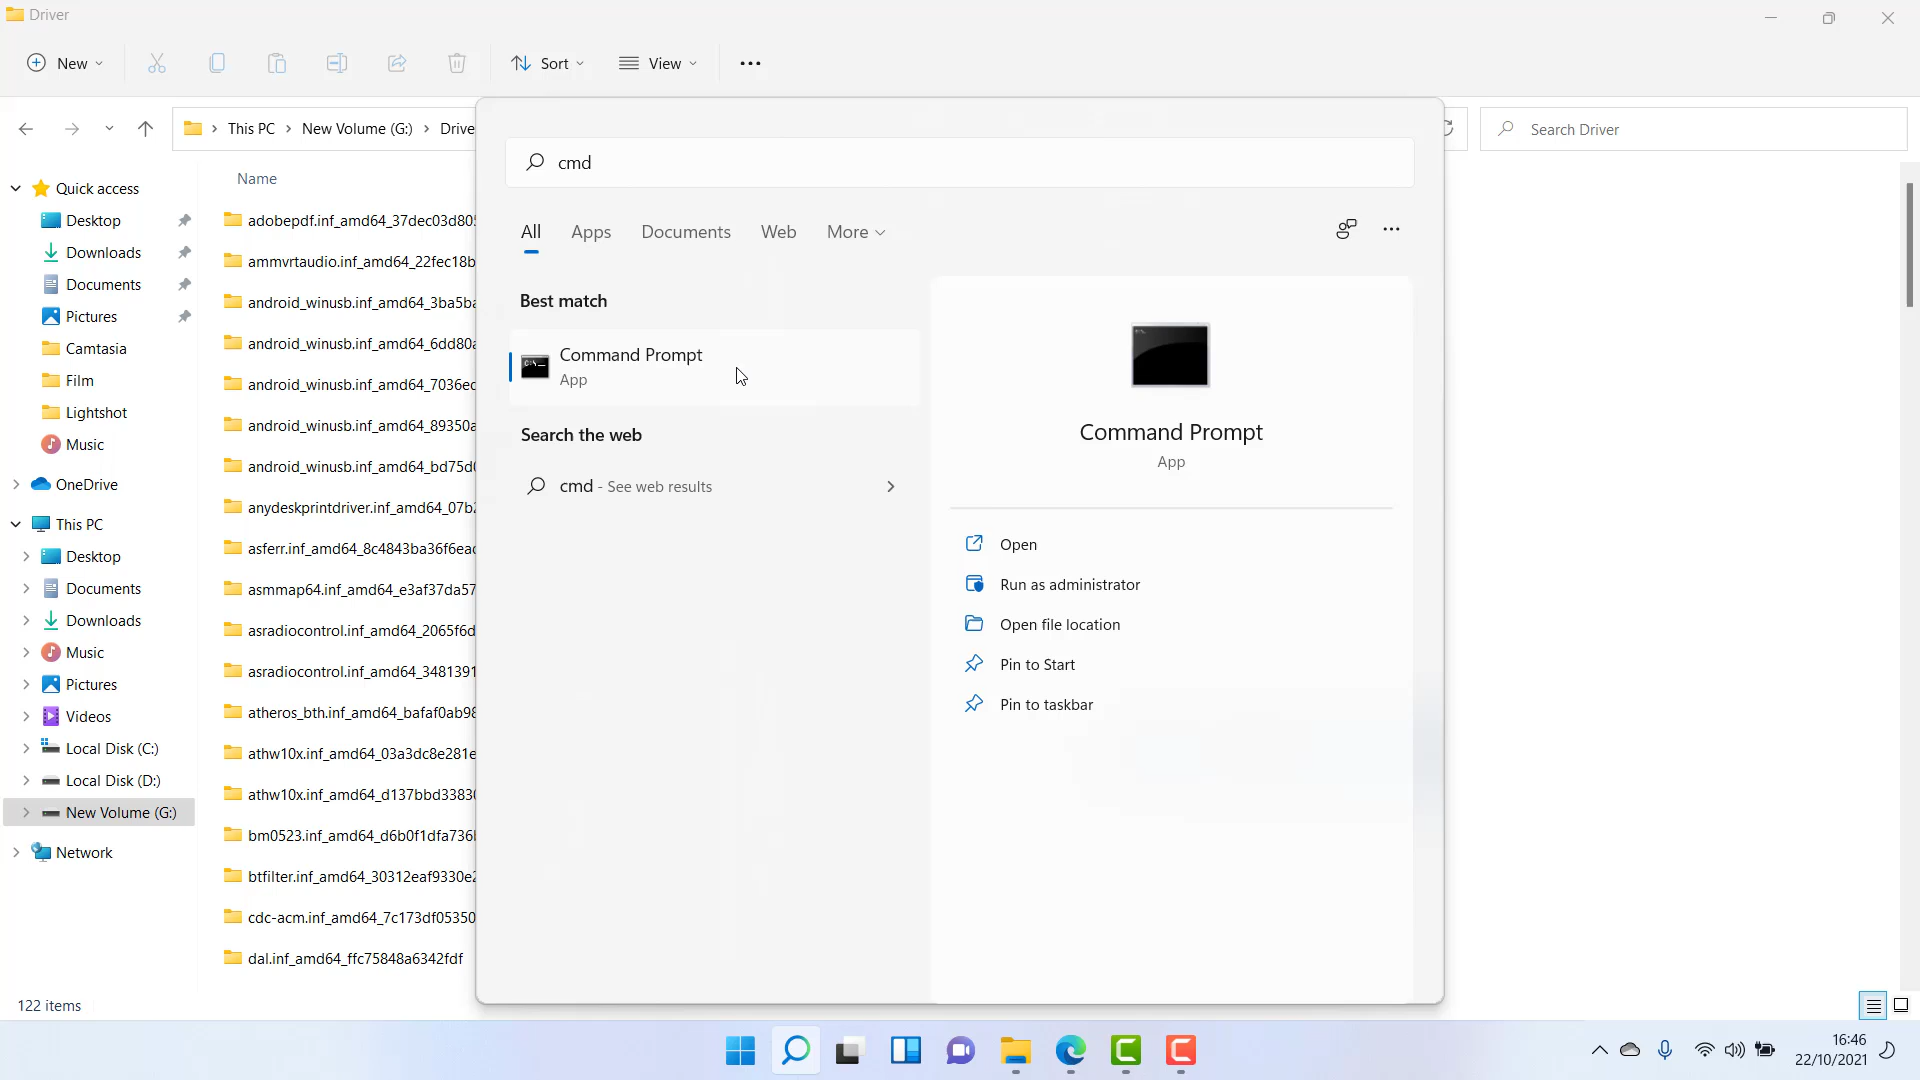 Driver
New
Sort
View
This PC
New Volume (G:)
Drive
Search Driver
Quick access
Desktop
Downloads
Documents
Pictures
Camtasia
Film
Lightshot
Music
OneDrive
This PC
Desktop
Documents
Downloads
Music
Pictures
Videos
Local Disk (C:)
Local Disk (D:)
New Volume (G:)
Network
122 items
Name
adobepdf.inf_amd64_37dec03d80
ammvrtaudio.inf_amd64_22fec18b
android_winusb.inf_amd64_3ba5ba
android_winusb.inf_amd64_6dd80a
android_winusb.inf_amd64_7036ec
android_winusb.inf_amd64_89350a
android_winusb.inf_amd64_bd75d
anydeskprintdriver.inf_amd64_07b
asferr.inf_amd64_8c4843ba36f6ea
asmmap64.inf_amd64_e3af37da57
asradiocontrol.inf_amd64_2065f6d
asradiocontrol.inf_amd64_3481391
atheros_bth.inf_amd64_bafaf0ab98
athw10x.inf_amd64_03a3dc8e281e
athw10x.inf_amd64_d137bbd3383
bm0523.inf_amd64_d6b0f1dfa736
btfilter.inf_amd64_30312eaf9330e
cdc-acm.inf_amd64_7c173df05350
dal.inf_amd64_ffc75848a6342fdf
cmd
All
Apps
Documents
Web
More
Best match
Command Prompt
App
Search the web
cmd - See web results
Command Prompt
App
Open
Run as administrator
Open file location
Pin to Start
Pin to taskbar
16:46
22/10/2021